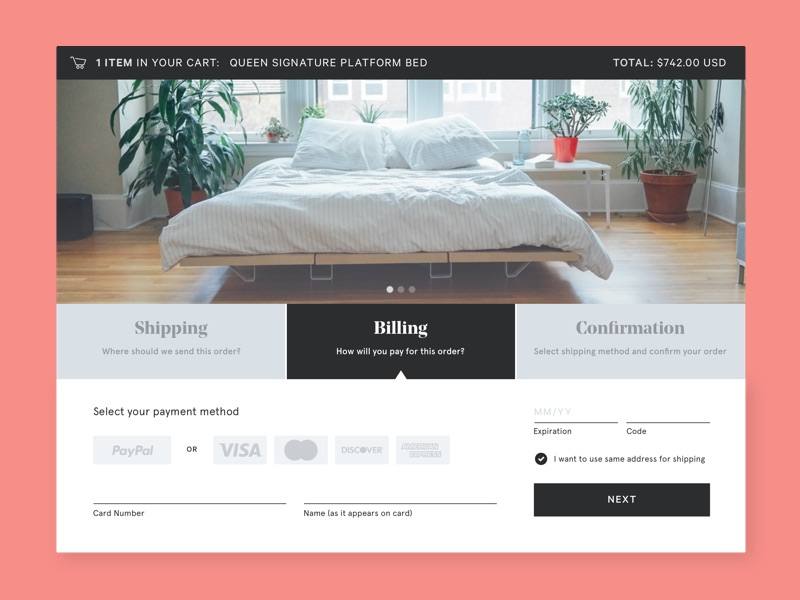 1 ITEM IN YOUR CART: QUEEN SIGNATURE PLATFORM BED
TOTAL: $742.00 USD
Shipping
Where should we send this order?
Billing
How will you pay for this order?
Confirmation
Select shipping method and confirm your order
Select your payment method
PayPal
OR
VISA
DISCOVER
AMERICAN
EXPRESS
Card Number
Name (as it appears on card)
MM/YY
Expiration
Code
I want to use same address for shipping
NEXT